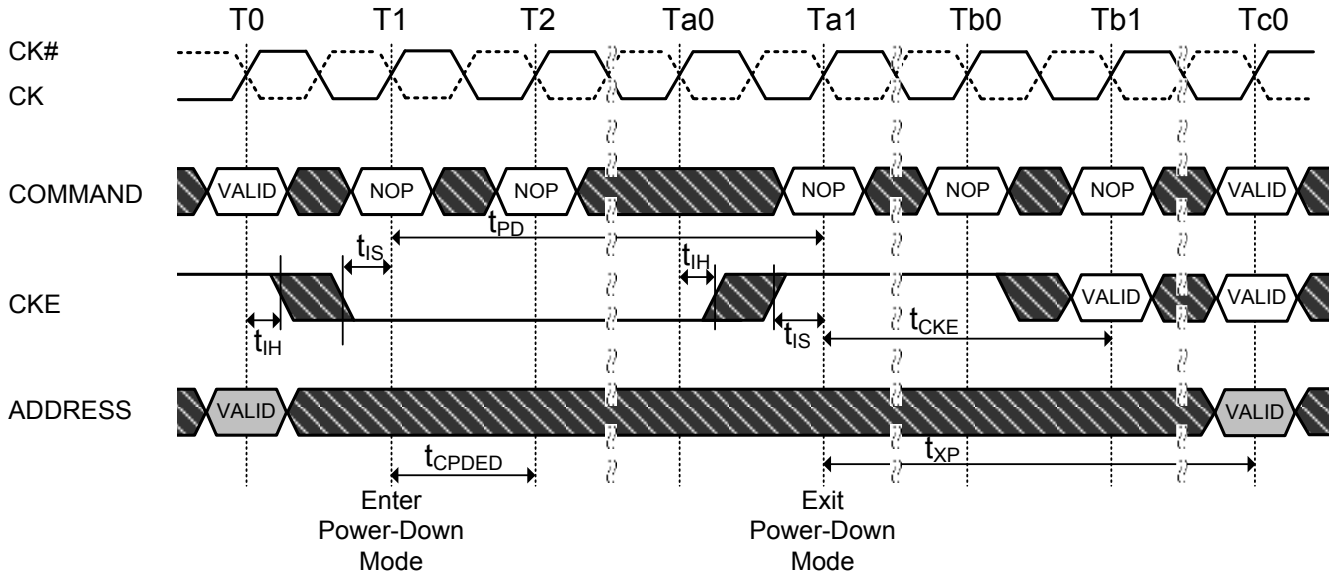 T0 T1 T2 Ta0 Ta1 Tb0 Tb1 Tc0
CK#
CK
COMMAND VALID NOP NOP NOP NOP NOP VALID
tPD
tIS tIH
CKE VALID VALID
tIH tIS tCKE
ADDRESS VALID VALID
tCPDED tXP
Enter
Power-Down
Mode
Exit
Power-Down
Mode